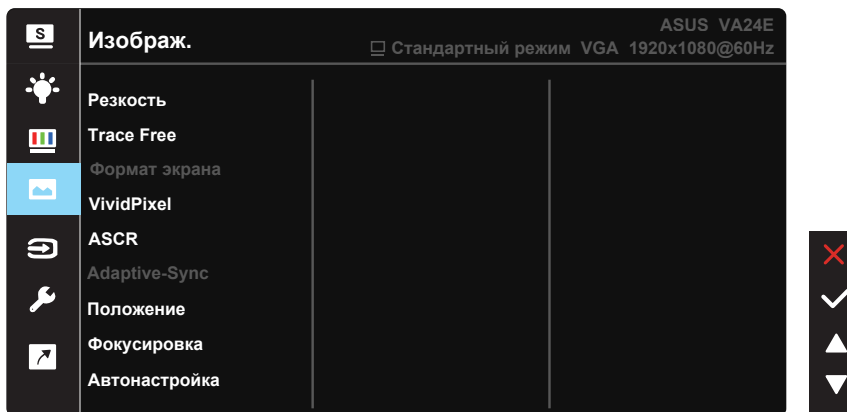 S
ASUS VA24E
Изображ.
Стандартный режим VGA 1920x1080@60Hz
Резкость
Trace Free
Формат экрана
VividPixel
ASCR
Adaptive-Sync
Положение
Фокусировка
Автонастройка